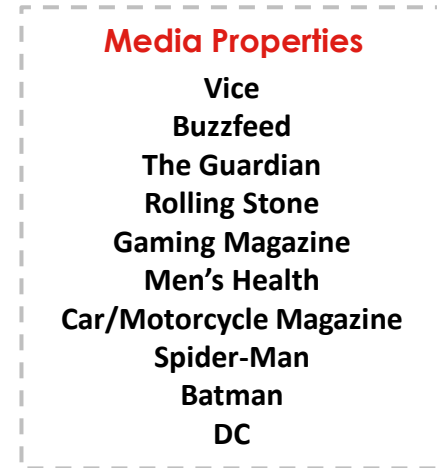 Media Properties
Vice
Buzzfeed
The Guardian
Rolling Stone
Gaming Magazine
Men’s Health
Car/Motorcycle Magazine
Spider-Man
Batman
DC